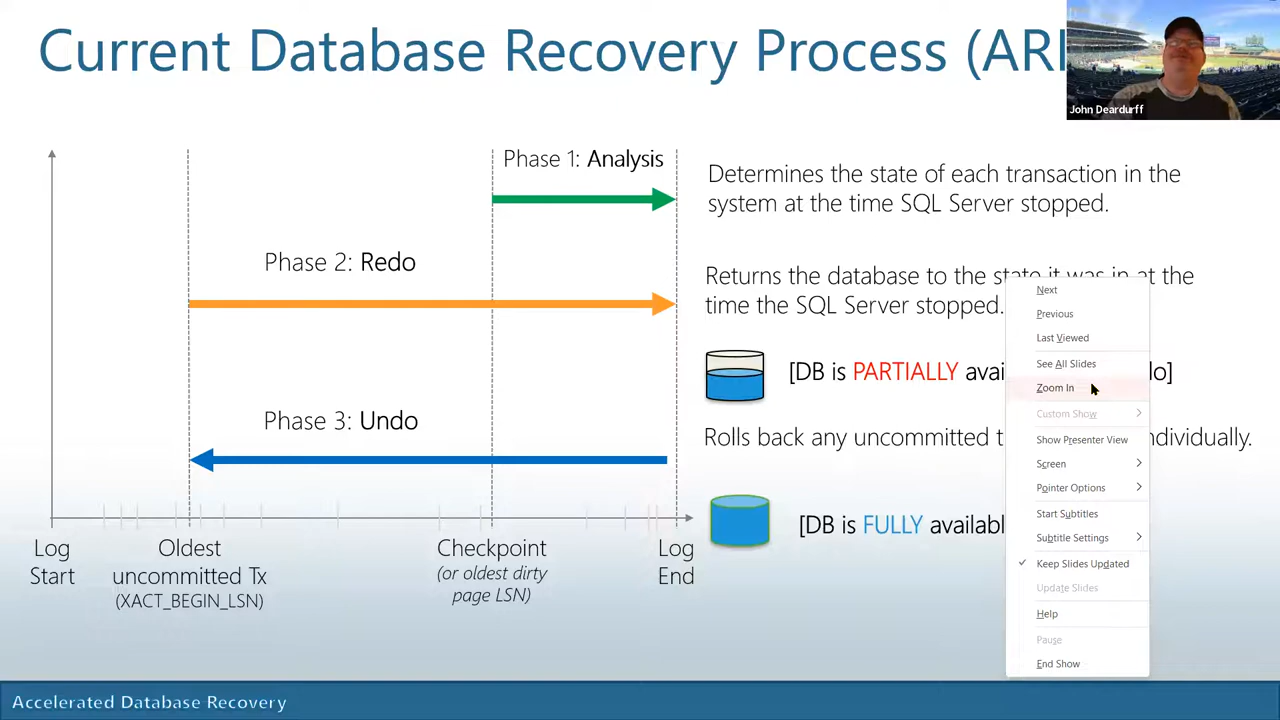 Current Database Recovery Process (ARI
John Deardurff
Phase 1: Analysis
Determines the state of each transaction in the
system at the time SQL Server stopped.
Phase 2: Redo
Returns the database to the state it was in at the
time the SQL Server stopped.
[DB is PARTIALLY avai
Phase 3: Undo
Rolls back any uncommitted t
individually.
[DB is FULLY availabl
Log
Start
Oldest
uncommitted Tx
(XACT_BEGIN_LSN)
Checkpoint
(or oldest dirty
page LSN)
Log
End
Next
Previous
Last Viewed
See All Slides
Zoom In
Custom Show
Show Presenter View
Screen
Pointer Options
Start Subtitles
Subtitle Settings
Keep Slides Updated
Update Slides
Help
Pause
End Show
Accelerated Database Recovery